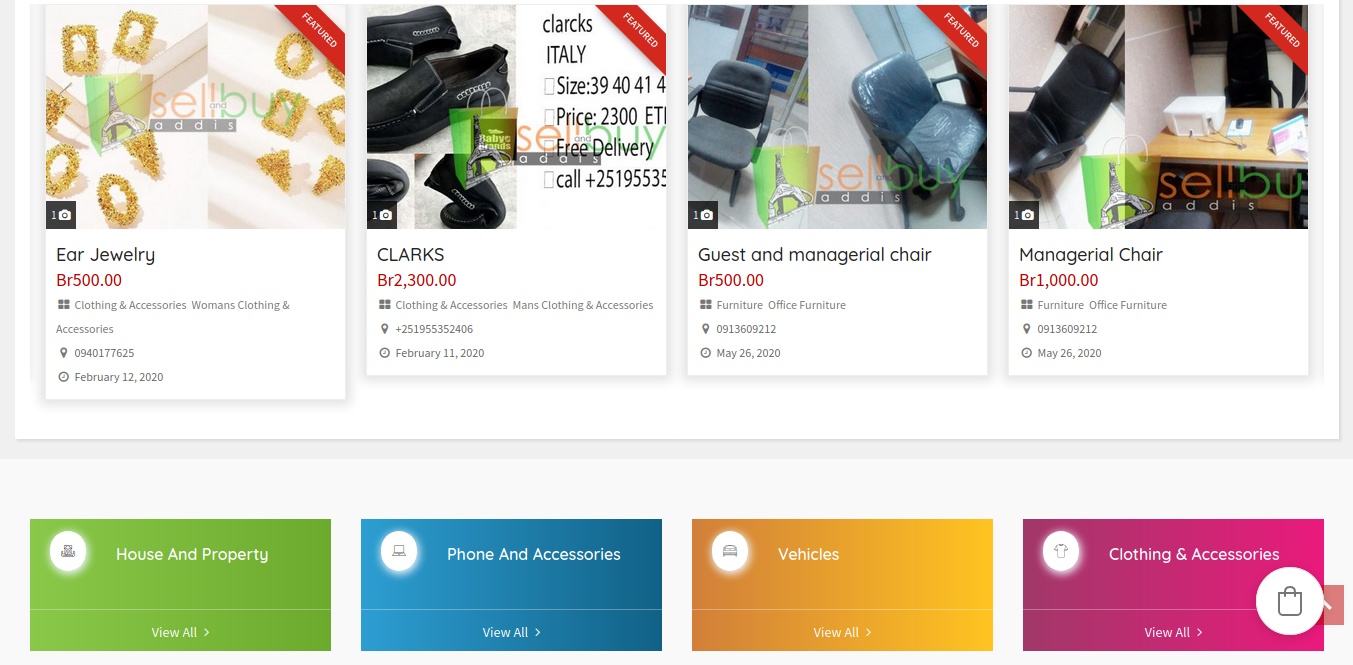 FEATURED
sell and buy
addis
1
Ear Jewelry
Br500.00
Clothing & Accessories Womans Clothing &
Accessories
0940177625
February 12, 2020
FEATURED
clarcks
ITALY
Size:39 40 41 4
Price: 2300 ET
Free Delivery
call +25195535
Babyc
Brands
sell and buy
addis
1
CLARKS
Br2,300.00
Clothing & Accessories Mans Clothing & Accessories
+251955352406
February 11, 2020
FEATURED
sell and buy
addis
1
Guest and managerial chair
Br500.00
Furniture Office Furniture
0913609212
May 26, 2020
FEATURED
sell bu
addis
1
Managerial Chair
Br1,000.00
Furniture Office Furniture
0913609212
May 26, 2020
House And Property
View All
Phone And Accessories
View All
Vehicles
View All
Clothing & Accessories
View All